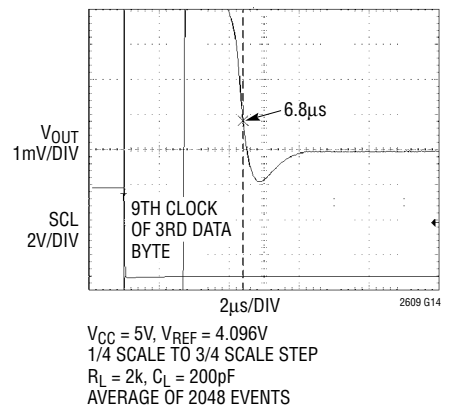 6.8µs
VOUT
1mV/DIV
9TH CLOCK
OF 3RD DATA
BYTE
SCL
2V/DIV
2µs/DIV
2609 G14
VCC = 5V, VREF = 4.096V
1/4 SCALE TO 3/4 SCALE STEP
RL = 2k, CL = 200pF
AVERAGE OF 2048 EVENTS